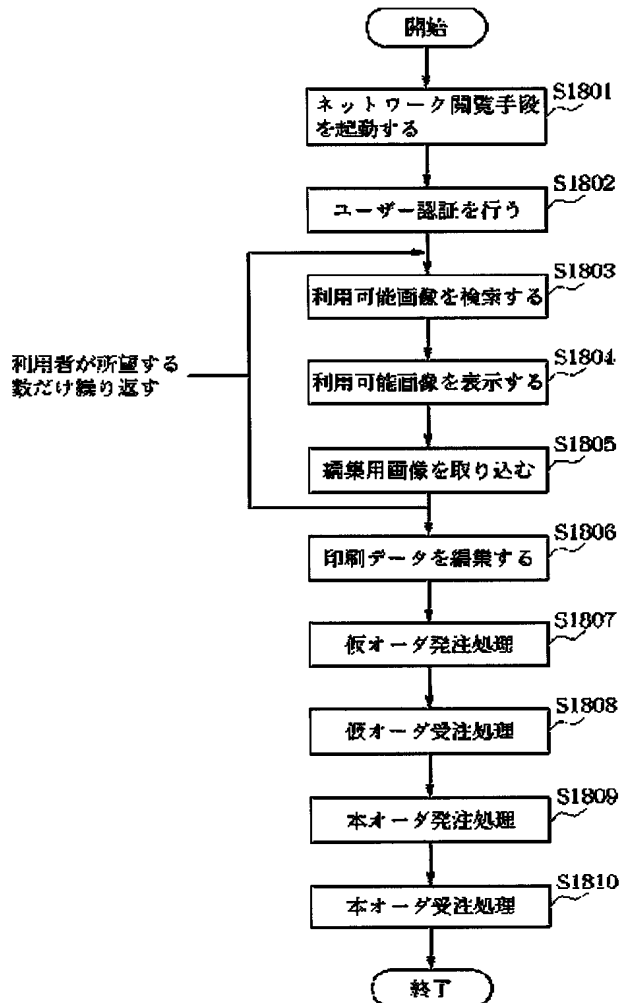 開始
ネットワーク閲覧手段
を起動する
S1801
ユーザー認証を行う
S1802
利用可能画像を検索する
S1803
利用者が所望する
数だけ繰り返す
利用可能画像を表示する
S1804
編集用画像を取り込む
S1805
印刷データを編集する
S1806
仮オーダ発注処理
S1807
仮オーダ受注処理
S1808
本オーダ発注処理
S1809
本オーダ受注処理
S1810
終了